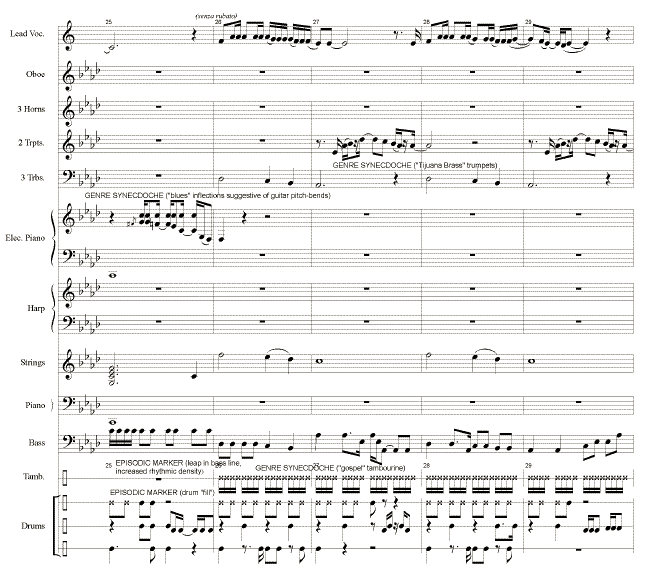 (senza rubato)
25 26 27 28 29
Lead Voc.
Oboe
3 Horns
2 Trpts.
GENRE SYNECDOCHE ("Tijuana Brass" trumpets)
3 Trbs.
GENRE SYNECDOCHE ("blues" inflections suggestive of guitar pitch-bends)
Elec. Piano
Harp
Strings
Piano
Bass
25 26 27 28 29
EPISODIC MARKER (leap in bass line,
increased rhythmic density)
GENRE SYNECDOCHE ("gospel" tambourine)
Tamb.
EPISODIC MARKER (drum "fill")
Drums